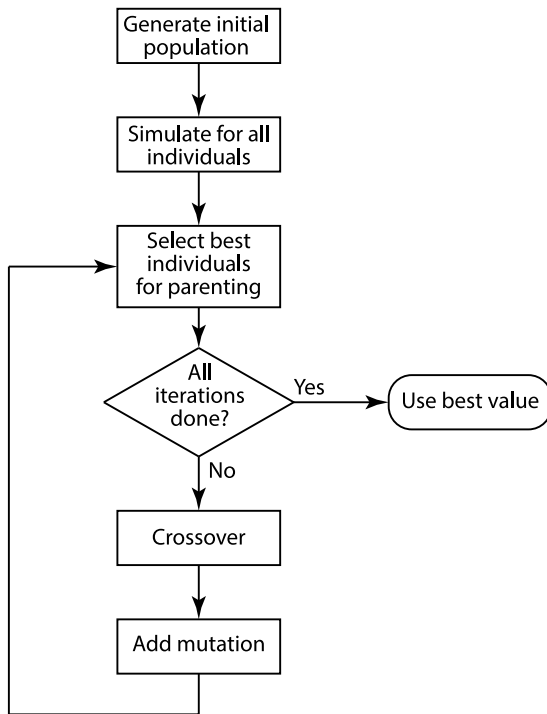 Generate initial
population
Simulate for all
individuals
Select best
individuals
for parenting
All
iterations
done?
Yes
Use best value
No
Crossover
Add mutation